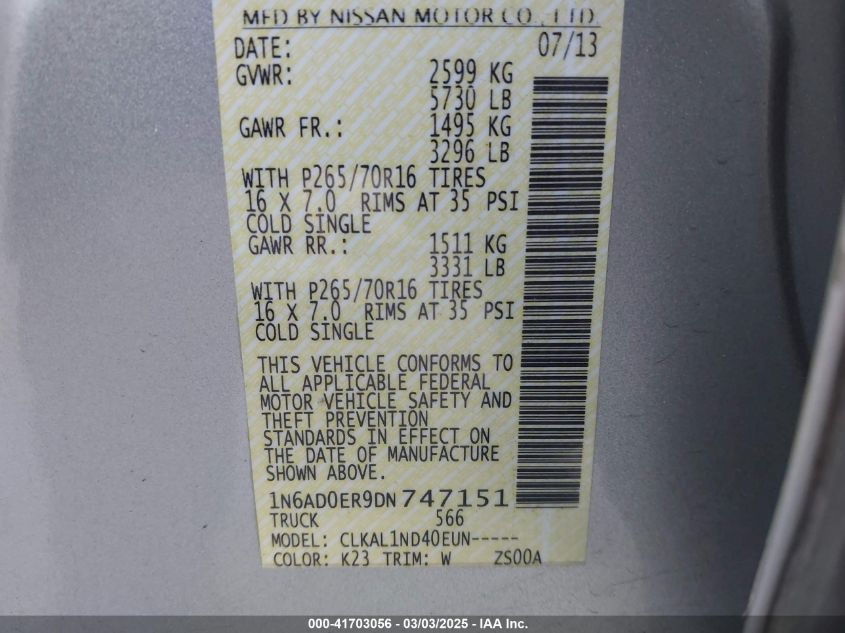 MFD BY NISSAN MOTOR CO., LTD.
DATE: 07/13
GVWR: 2599 KG
5730 LB
GAWR FR.: 1495 KG
3296 LB
WITH P265/70R16 TIRES
16 X 7.0 RIMS AT 35 PSI
COLD SINGLE
GAWR RR.: 1511 KG
3331 LB
WITH P265/70R16 TIRES
16 X 7.0 RIMS AT 35 PSI
COLD SINGLE
THIS VEHICLE CONFORMS TO
ALL APPLICABLE FEDERAL
MOTOR VEHICLE SAFETY AND
THEFT PREVENTION
STANDARDS IN EFFECT ON
THE DATE OF MANUFACTURE
SHOWN ABOVE.
1N6AD0ER9DN747151
TRUCK 566
MODEL: CLKAL1ND40EUN-----
COLOR: K23 TRIM: W ZS00A
000-41703056 - 03/03/2025 - IAA Inc.